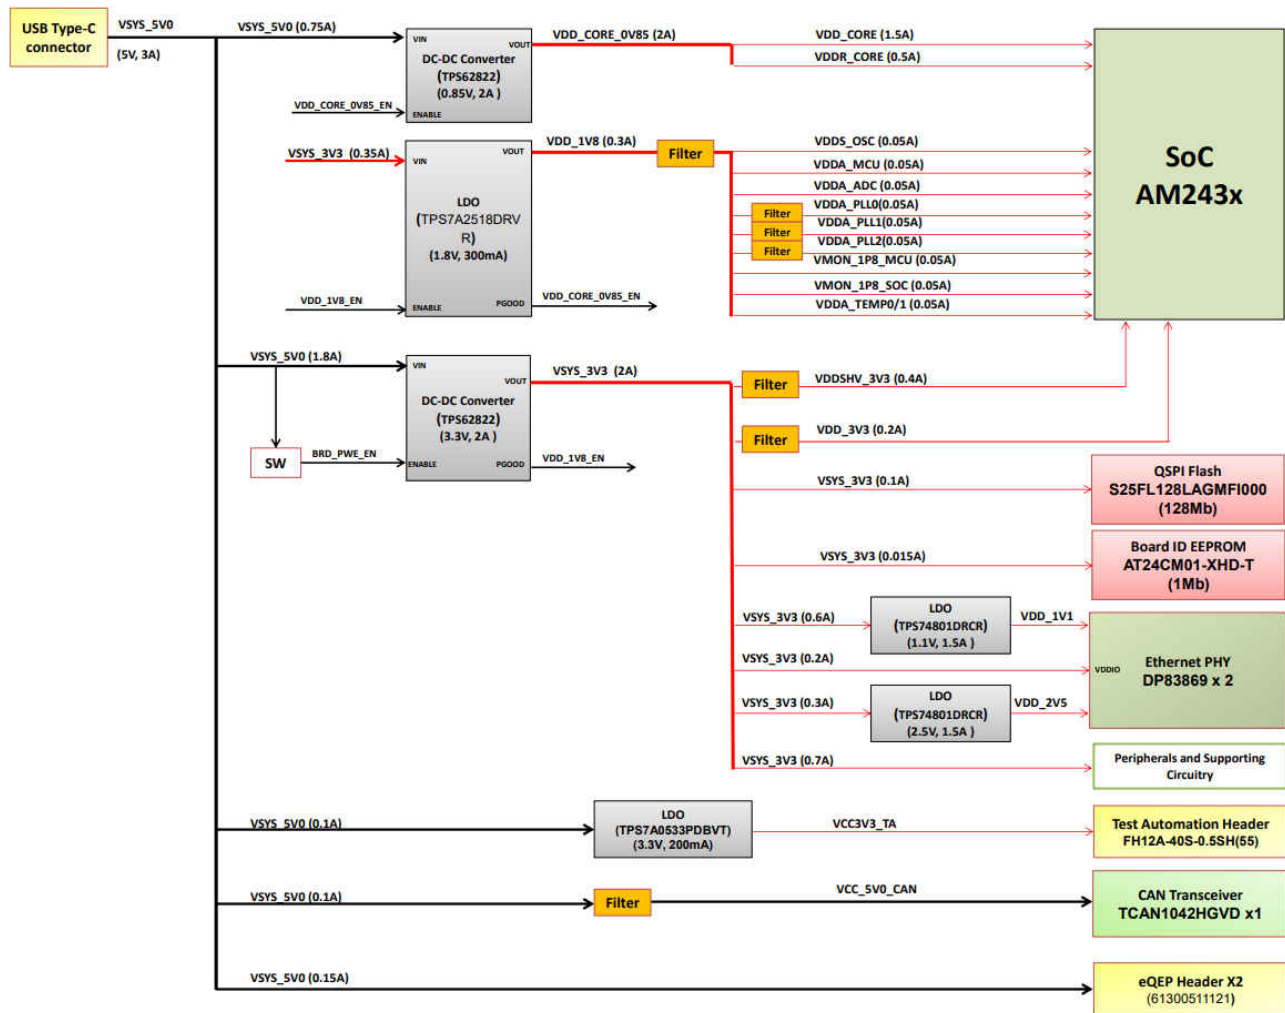 USB Type-C
connector
VSYS_5V0
(5V, 3A)
VSYS_5V0 (0.75A)
VIN
VOUT
DC-DC Converter
(TPS62822)
(0.85V, 2A )
ENABLE
VDD_CORE_0V85_EN
VDD_CORE_0V85 (2A)
VDD_CORE (1.5A)
VDDR_CORE (0.5A)
SoC
AM243x
VSYS_3V3 (0.35A)
VIN
VOUT
LDO
(TPS7A2518DRV
R)
(1.8V, 300mA)
ENABLE
PGOOD
VDD_1V8_EN
VDD_CORE_0V85_EN
VDD_1V8 (0.3A)
Filter
VDDS_OSC (0.05A)
VDDA_MCU (0.05A)
VDDA_ADC (0.05A)
VDDA_PLL0(0.05A)
Filter
VDDA_PLL1(0.05A)
Filter
VDDA_PLL2(0.05A)
Filter
VMON_1P8_MCU (0.05A)
VMON_1P8_SOC (0.05A)
VDDA_TEMP0/1 (0.05A)
VSYS_5V0 (1.8A)
VIN
VOUT
DC-DC Converter
(TPS62822)
(3.3V, 2A )
ENABLE
PGOOD
SW
BRD_PWE_EN
VDD_1V8_EN
VSYS_3V3 (2A)
Filter
VDDSHV_3V3 (0.4A)
Filter
VDD_3V3 (0.2A)
VSYS_3V3 (0.1A)
QSPI Flash
S25FL128LAGMFI000
(128Mb)
VSYS_3V3 (0.015A)
Board ID EEPROM
AT24CM01-XHD-T
(1Mb)
VSYS_3V3 (0.6A)
LDO
(TPS74801DRCR)
(1.1V, 1.5A )
VDD_1V1
VSYS_3V3 (0.2A)
VDDIO
Ethernet PHY
DP83869 x 2
VSYS_3V3 (0.3A)
LDO
(TPS74801DRCR)
(2.5V, 1.5A )
VDD_2V5
VSYS_3V3 (0.7A)
Peripherals and Supporting
Circuitry
VSYS_5V0 (0.1A)
LDO
(TPS7A0533PDBVT)
(3.3V, 200mA)
VCC3V3_TA
Test Automation Header
FH12A-40S-0.5SH(55)
VSYS_5V0 (0.1A)
Filter
VCC_5V0_CAN
CAN Transceiver
TCAN1042HGVD x1
VSYS_5V0 (0.15A)
eQEP Header X2
(61300511121)